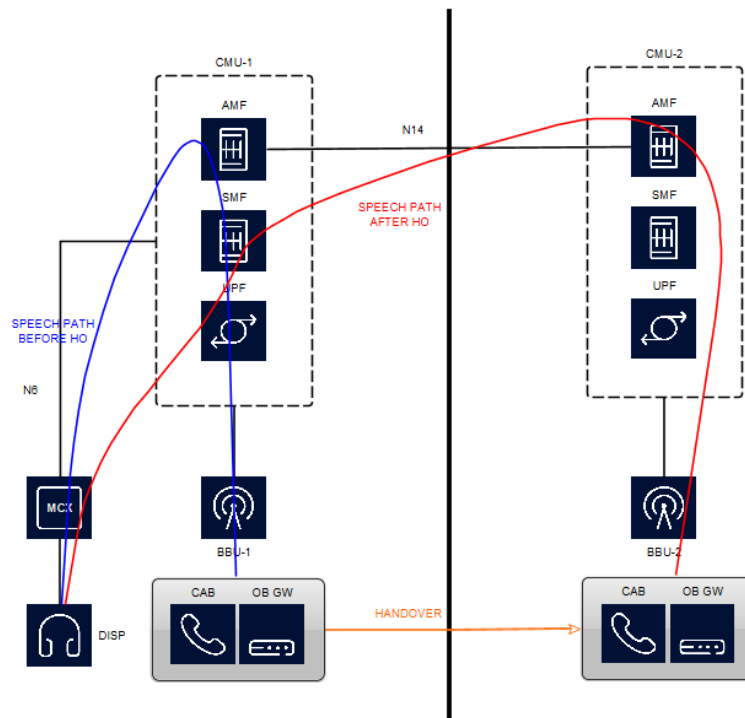 CMU-1
CMU-2
AMF
AMF
N14
SMF
SMF
SPEECH PATH
AFTER HO
UPF
UPF
SPEECH PATH
BEFORE HO
N6
MCX
BBU-1
BBU-2
CAB
OB GW
CAB
OB GW
HANDOVER
DISP